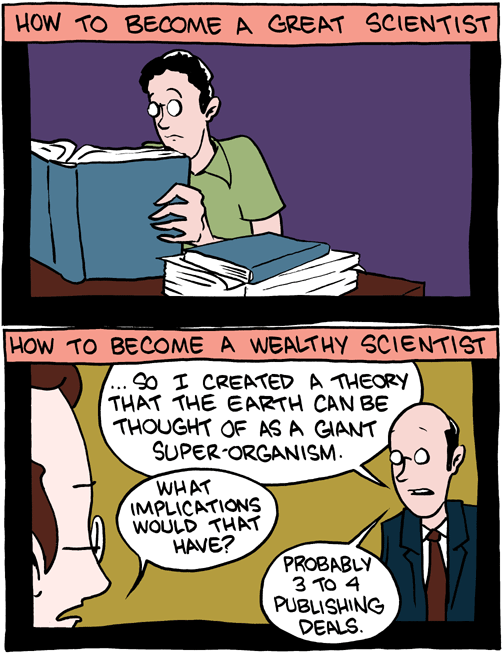 HOW TO BECOME A GREAT SCIENTIST
HOW TO BECOME A WEALTHY SCIENTIST
...SO I CREATED A THEORY
THAT THE EARTH CAN BE
THOUGHT OF AS A GIANT
SUPER-ORGANISM.
WHAT
IMPLICATIONS
WOULD THAT
HAVE?
PROBABLY
3 TO 4
PUBLISHING
DEALS.